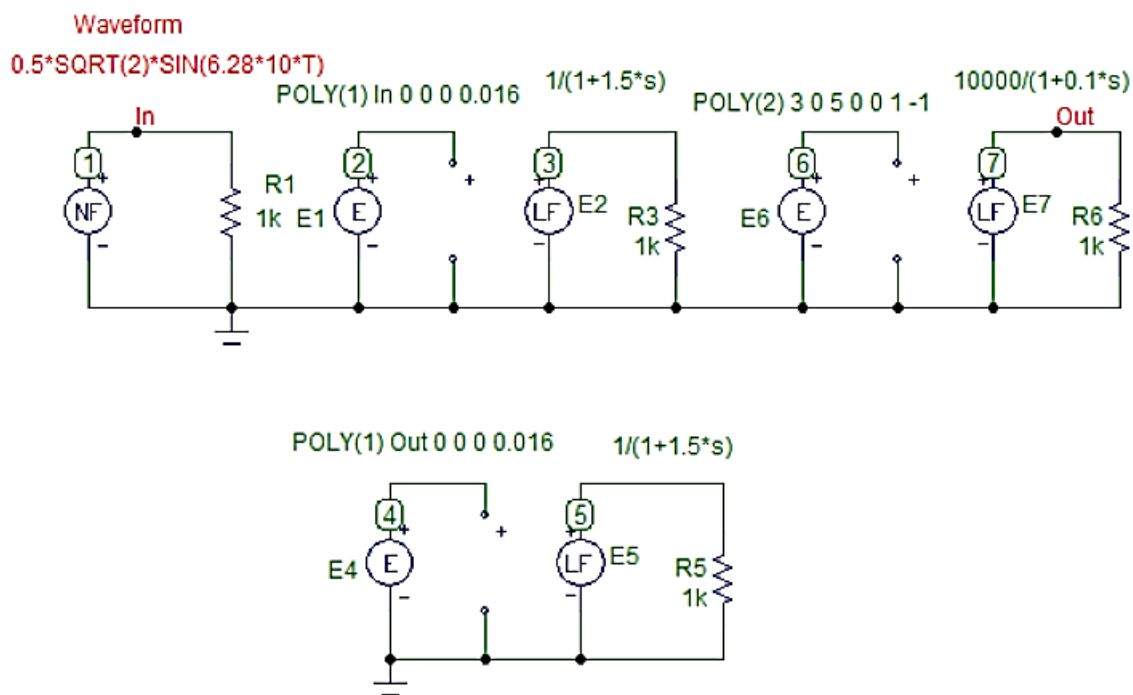 Waveform
0.5*SQRT(2)*SIN(6.28*10*T)
POLY(1) In 0 0 0 0.016
1/(1+1.5*s)
POLY(2) 3 0 5 0 0 1 -1
10000/(1+0.1*s)
In
Out
1
2
3
6
7
+
+
+
+
+
+
+
NF
R1
1k
E1
E
LF
E2
R3
1k
E6
E
LF
E7
R6
1k
-
-
-
-
-
POLY(1) Out 0 0 0 0.016
1/(1+1.5*s)
4
5
+
+
+
E4
E
LF
E5
R5
1k
-
-